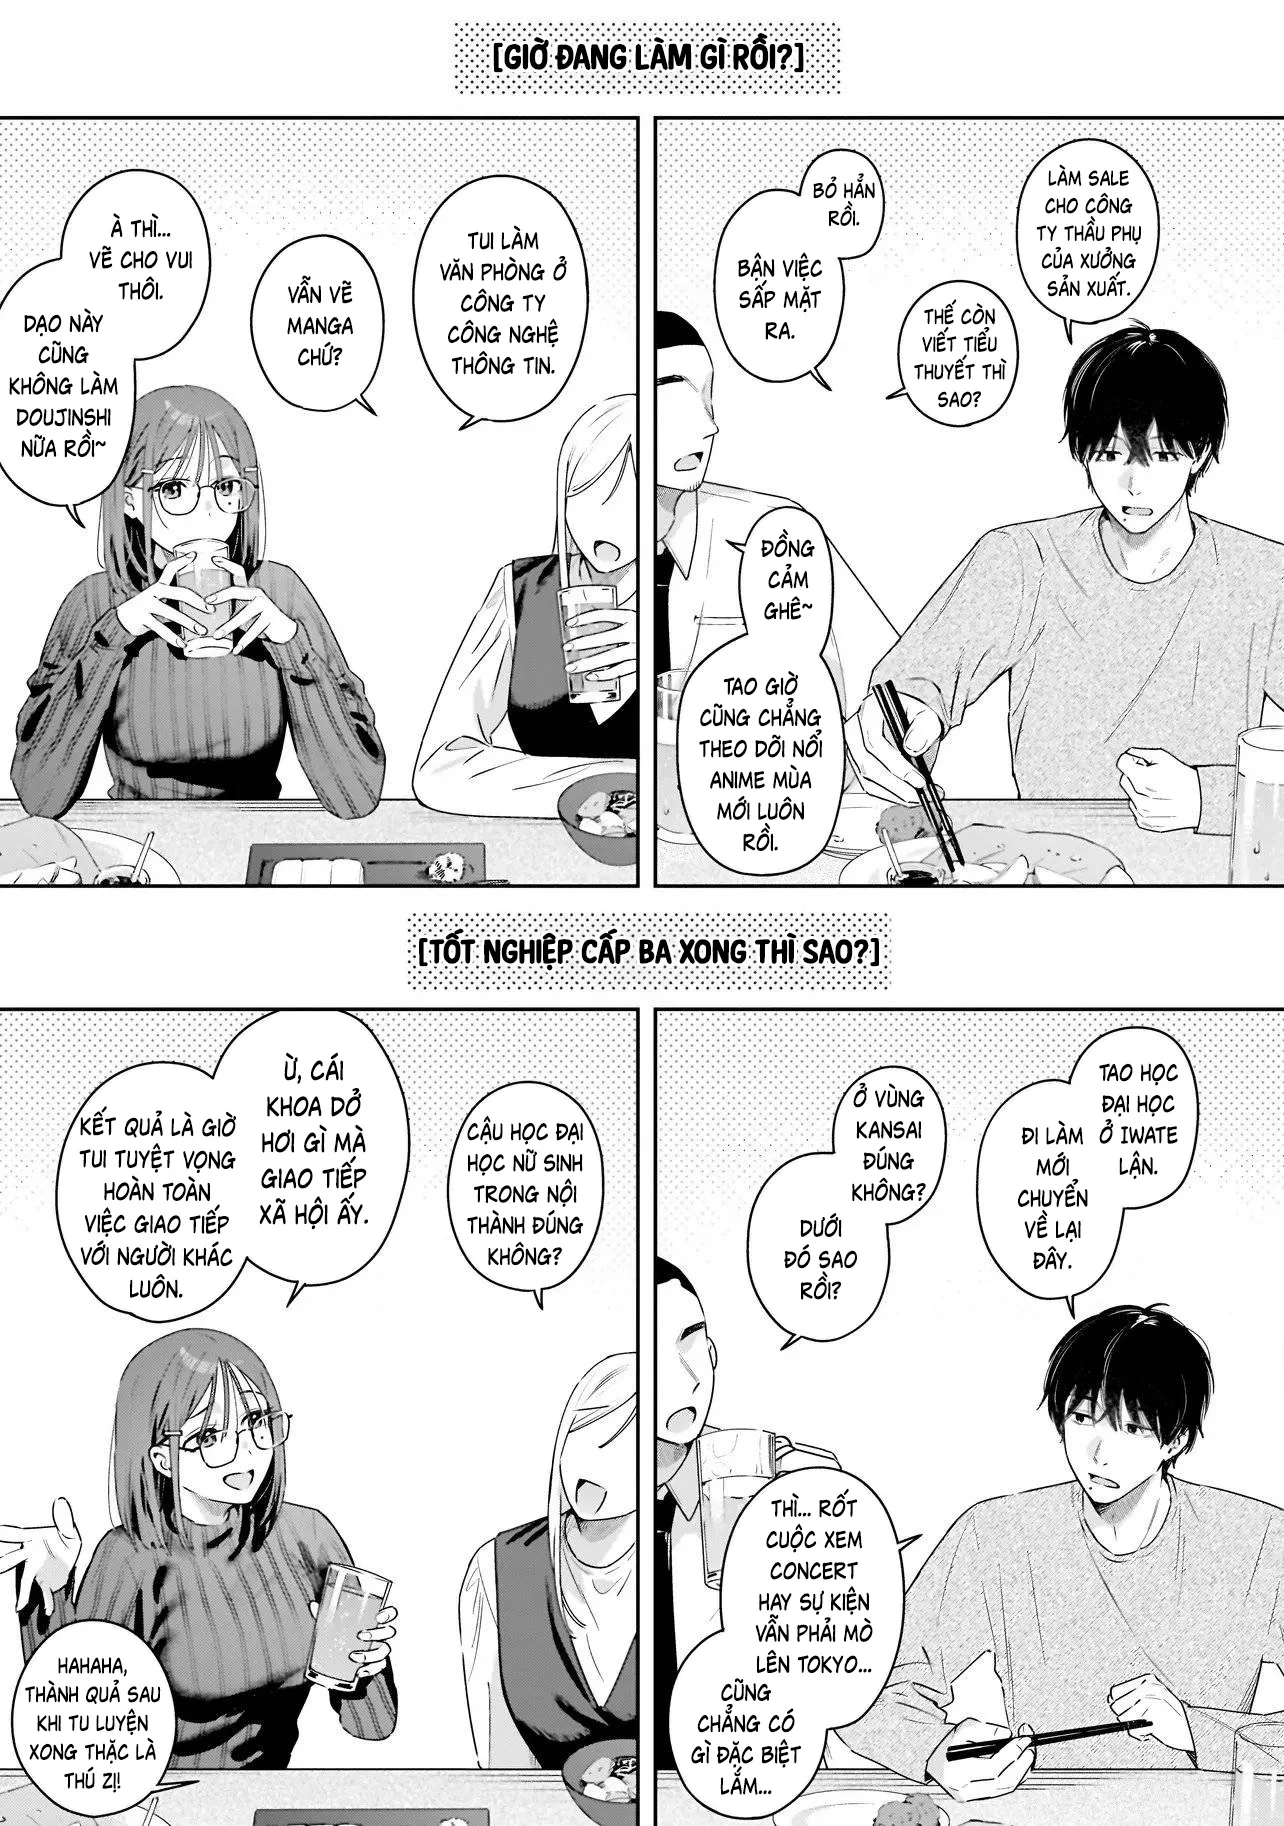 [GIỜ ĐANG LÀM GÌ RỒI?]
LÀM SALE
CHO CÔNG
TY THẦU PHỤ
CỦA XƯỞNG
SẢN XUẤT.
THẾ CÒN
VIẾT TIỂU
THUYẾT THÌ
SAO?
BỎ HẲN
RỒI.
BẬN VIỆC
SẤP MẶT
RA.
ĐỒNG
CẢM
GHÊ~
TAO GIỜ
CŨNG CHẲNG
THEO DÕI NỔI
ANIME MÙA
MỚI LUÔN
RỒI.
TUI LÀM
VĂN PHÒNG Ở
CÔNG TY
CÔNG NGHỆ
THÔNG TIN.
VẪN VẼ
MANGA
CHỨ?
À THÌ...
VẼ CHO VUI
THÔI.
DẠO NÀY
CŨNG
KHÔNG LÀM
DOUJINSHI
NỮA RỒI~
[TỐT NGHIỆP CẤP BA XONG THÌ SAO?]
TAO HỌC
ĐẠI HỌC
Ở IWATE
LẬN.
ĐI LÀM
MỚI
CHUYỂN
VỀ LẠI
ĐÂY.
Ở VÙNG
KANSAI
ĐÚNG
KHÔNG?
DƯỚI
ĐÓ SAO
RỒI?
THÌ... RỐT
CUỘC XEM
CONCERT
HAY SỰ KIỆN
VẪN PHẢI MÒ
LÊN TOKYO...
CŨNG
CHẲNG CÓ
GÌ ĐẶC BIỆT
LẮM...
CẬU HỌC ĐẠI
HỌC NỮ SINH
TRONG NỘI
THÀNH ĐÚNG
KHÔNG?
Ừ, CÁI
KHOA DỞ
HƠI GÌ MÀ
GIAO TIẾP
XÃ HỘI ẤY.
KẾT QUẢ LÀ GIỜ
TUI TUYỆT VỌNG
HOÀN TOÀN
VIỆC GIAO TIẾP
VỚI NGƯỜI KHÁC
LUÔN.
HAHAHA,
THÀNH QUẢ SAU
KHI TU LUYỆN
XONG THẶC LÀ
THÚ ZỊ!